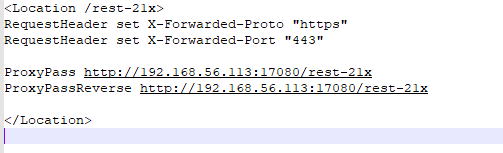 <Location /rest-21x>
RequestHeader set X-Forwarded-Proto "https"
RequestHeader set X-Forwarded-Port "443"
ProxyPass http://192.168.56.113:17080/rest-21x
ProxyPassReverse http://192.168.56.113:17080/rest-21x
</Location>